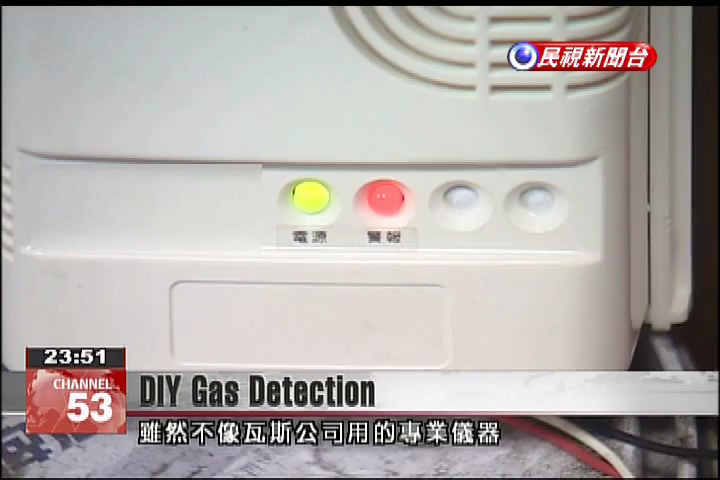 民視新聞台
電源
警報
23:51
CHANNEL
53
DIY Gas Detection
雖然不像瓦斯公司用的專業儀器